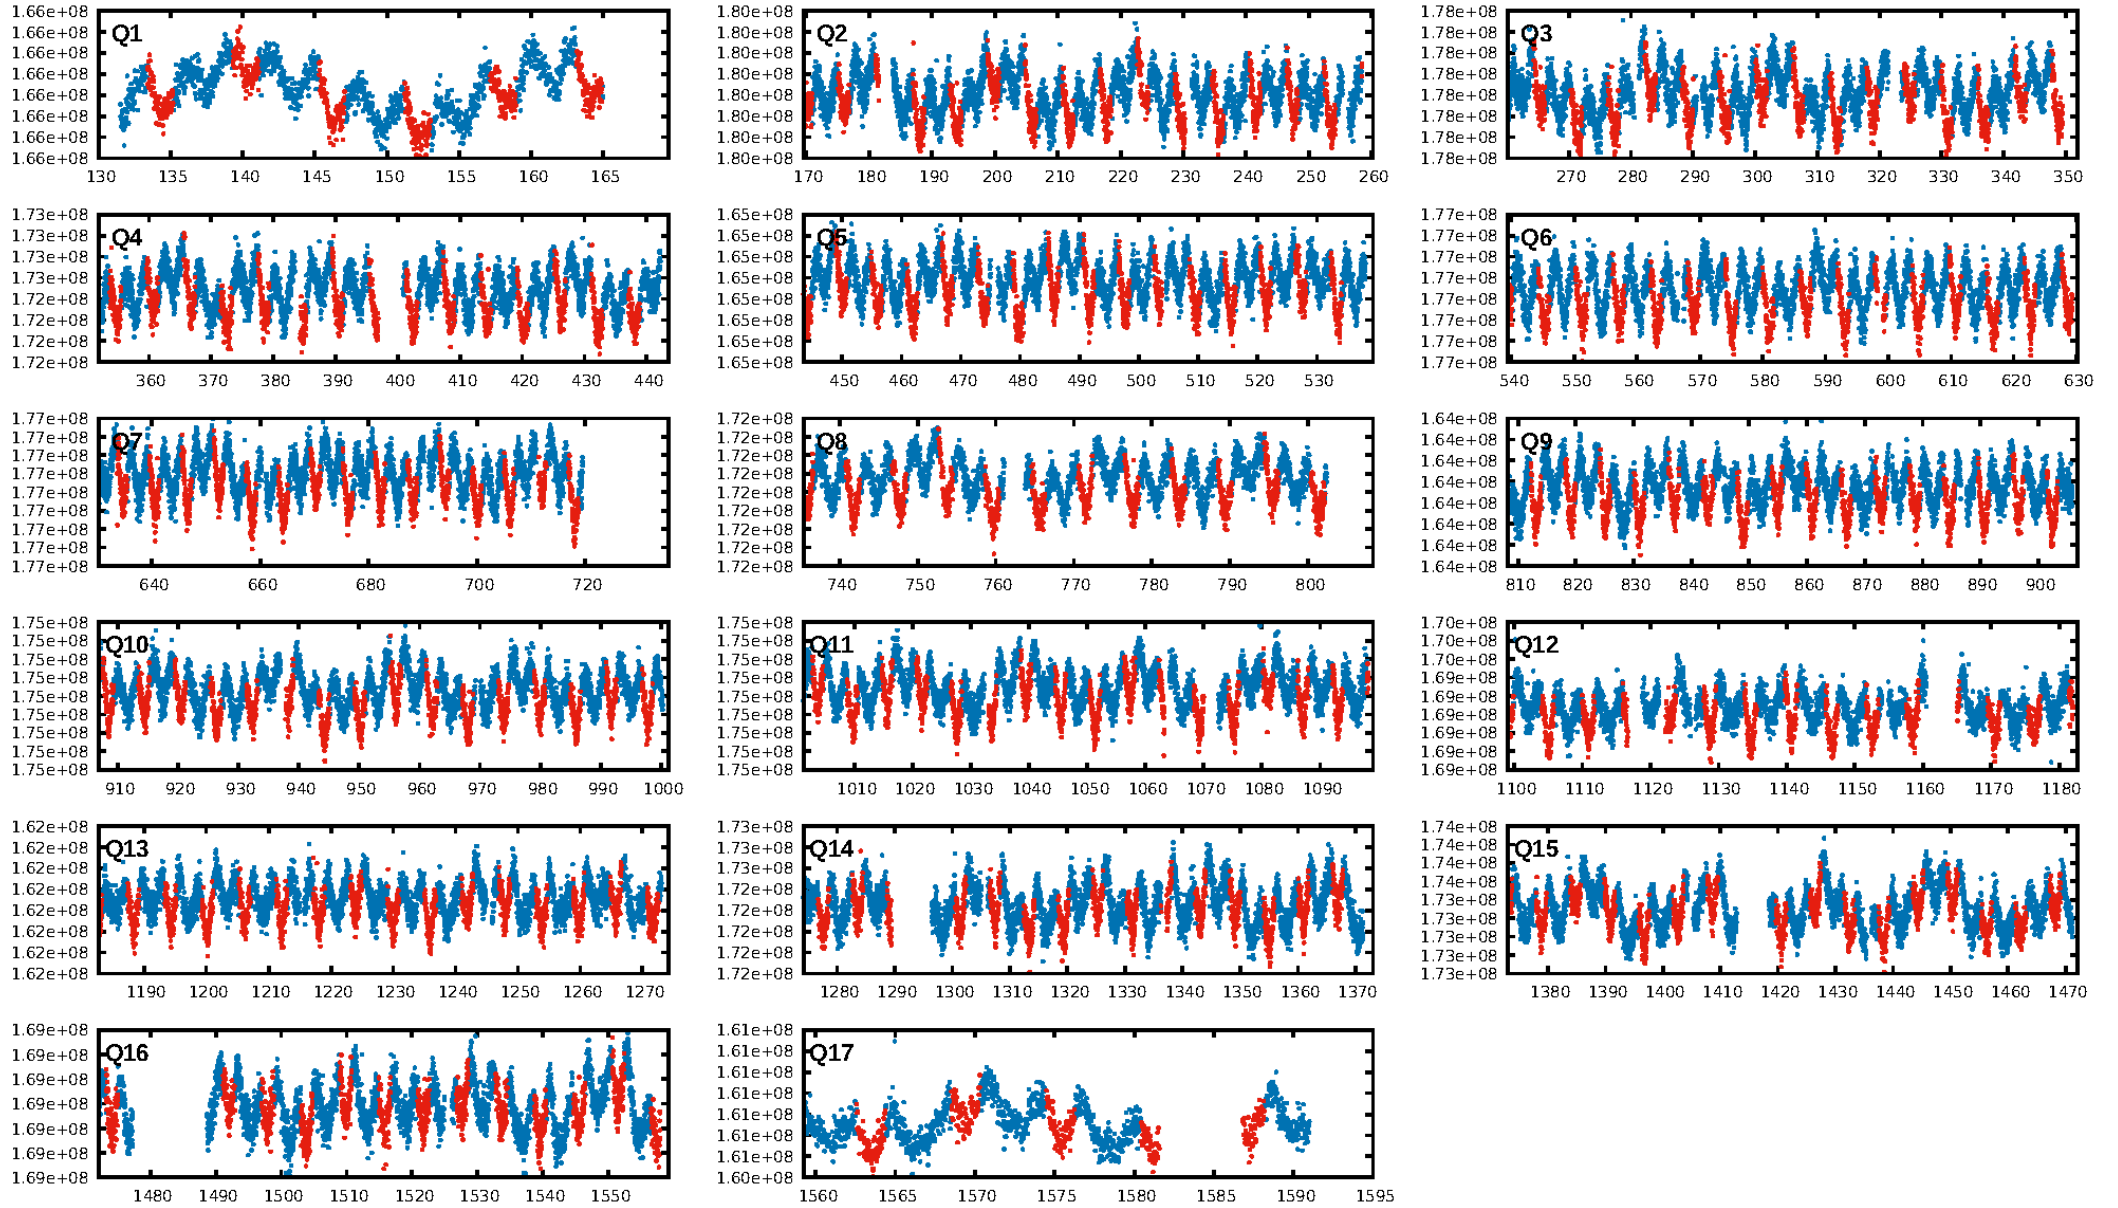 Q1
1.66e+08
1.66e+08
1.66e+08
1.66e+08
1.66e+08
1.66e+08
1.66e+08
1.66e+08
130 135 140 145 150 155 160 165
Q2
1.80e+08
1.80e+08
1.80e+08
1.80e+08
1.80e+08
1.80e+08
1.80e+08
1.80e+08
170 180 190 200 210 220 230 240 250 260
Q3
1.78e+08
1.78e+08
1.78e+08
1.78e+08
1.78e+08
1.78e+08
1.78e+08
1.78e+08
270 280 290 300 310 320 330 340 350
Q4
1.73e+08
1.73e+08
1.73e+08
1.73e+08
1.72e+08
1.72e+08
1.72e+08
1.72e+08
360 370 380 390 400 410 420 430 440
Q5
1.65e+08
1.65e+08
1.65e+08
1.65e+08
1.65e+08
1.65e+08
1.65e+08
1.65e+08
450 460 470 480 490 500 510 520 530
Q6
1.77e+08
1.77e+08
1.77e+08
1.77e+08
1.77e+08
1.77e+08
1.77e+08
1.77e+08
540 550 560 570 580 590 600 610 620 630
Q7
1.77e+08
1.77e+08
1.77e+08
1.77e+08
1.77e+08
1.77e+08
1.77e+08
1.77e+08
1.77e+08
640 660 680 700 720
Q8
1.72e+08
1.72e+08
1.72e+08
1.72e+08
1.72e+08
1.72e+08
1.72e+08
1.72e+08
1.72e+08
740 750 760 770 780 790 800
Q9
1.64e+08
1.64e+08
1.64e+08
1.64e+08
1.64e+08
1.64e+08
1.64e+08
1.64e+08
810 820 830 840 850 860 870 880 890 900
Q10
1.75e+08
1.75e+08
1.75e+08
1.75e+08
1.75e+08
1.75e+08
1.75e+08
1.75e+08
1.75e+08
910 920 930 940 950 960 970 980 990 1000
Q11
1.75e+08
1.75e+08
1.75e+08
1.75e+08
1.75e+08
1.75e+08
1.75e+08
1.75e+08
1.75e+08
1010 1020 1030 1040 1050 1060 1070 1080 1090
Q12
1.70e+08
1.70e+08
1.70e+08
1.69e+08
1.69e+08
1.69e+08
1.69e+08
1.69e+08
1.69e+08
1100 1110 1120 1130 1140 1150 1160 1170 1180
Q13
1.62e+08
1.62e+08
1.62e+08
1.62e+08
1.62e+08
1.62e+08
1.62e+08
1.62e+08
1190 1200 1210 1220 1230 1240 1250 1260 1270
Q14
1.73e+08
1.73e+08
1.73e+08
1.72e+08
1.72e+08
1.72e+08
1.72e+08
1.72e+08
1280 1290 1300 1310 1320 1330 1340 1350 1360 1370
Q15
1.74e+08
1.74e+08
1.74e+08
1.74e+08
1.73e+08
1.73e+08
1.73e+08
1.73e+08
1.73e+08
1380 1390 1400 1410 1420 1430 1440 1450 1460 1470
Q16
1.69e+08
1.69e+08
1.69e+08
1.69e+08
1.69e+08
1.69e+08
1.69e+08
1480 1490 1500 1510 1520 1530 1540 1550
Q17
1.61e+08
1.61e+08
1.61e+08
1.61e+08
1.61e+08
1.61e+08
1.61e+08
1.60e+08
1560 1565 1570 1575 1580 1585 1590 1595